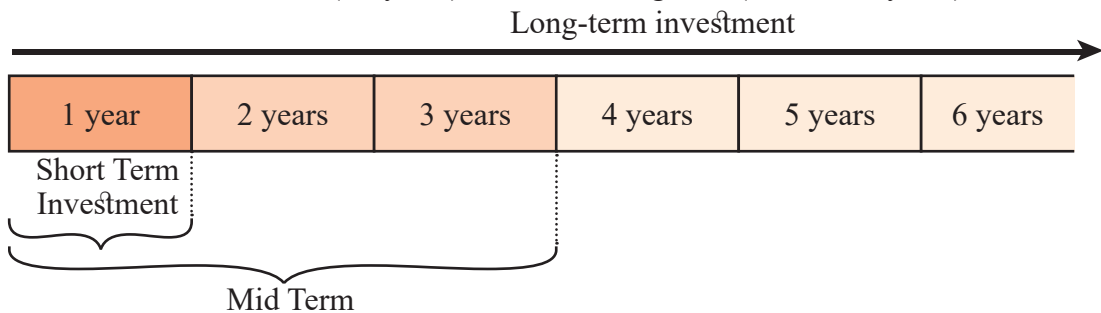 Long-term investment
1 year 2 years 3 years 4 years 5 years 6 years
Short Term
Investment
Mid Term